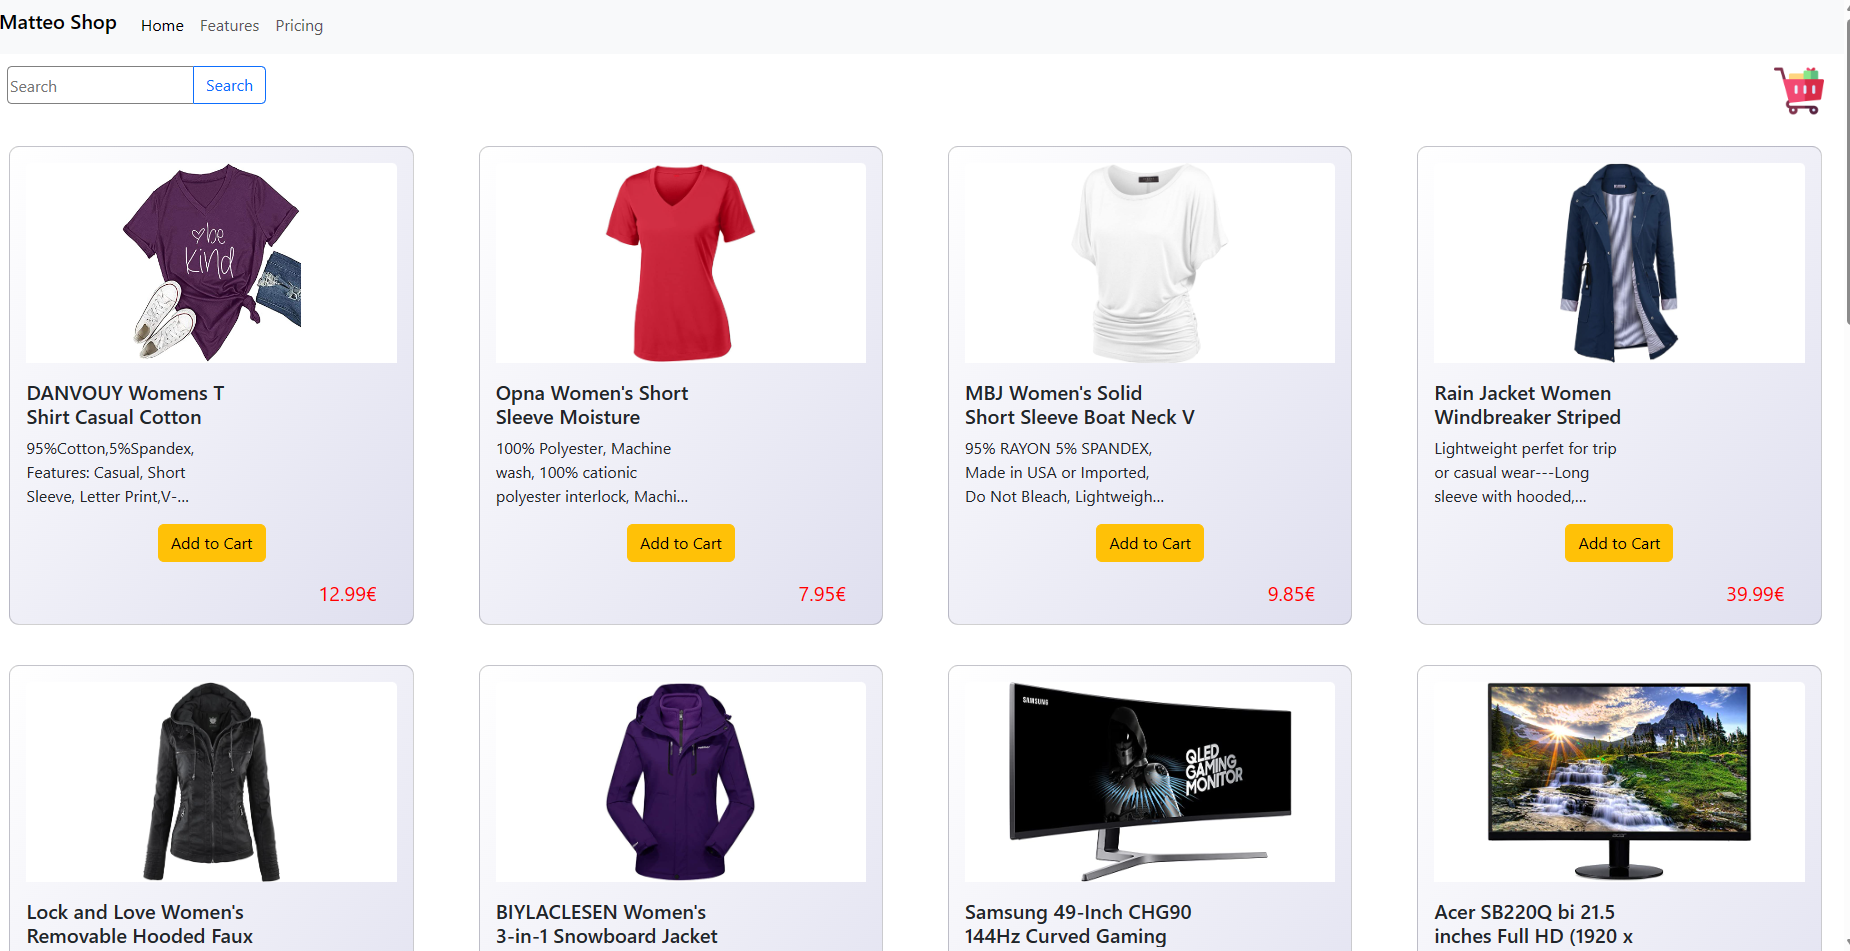 Matteo Shop Home Features Pricing
Search Search
be
kind
DANVOUY Womens T
Shirt Casual Cotton
95%Cotton,5%Spandex,
Features: Casual, Short
Sleeve, Letter Print,V-...
Add to Cart
12.99€
Opna Women's Short
Sleeve Moisture
100% Polyester, Machine
wash, 100% cationic
polyester interlock, Machi...
Add to Cart
7.95€
MBJ Women's Solid
Short Sleeve Boat Neck V
95% RAYON 5% SPANDEX,
Made in USA or Imported,
Do Not Bleach, Lightweigh...
Add to Cart
9.85€
Rain Jacket Women
Windbreaker Striped
Lightweight perfet for trip
or casual wear---Long
sleeve with hooded,...
Add to Cart
39.99€
Lock and Love Women's
Removable Hooded Faux
BIYLACLESEN Women's
3-in-1 Snowboard Jacket
SAMSUNG
QLED
GAMING
MONITOR
Samsung 49-Inch CHG90
144Hz Curved Gaming
acer
Acer SB220Q bi 21.5
inches Full HD (1920 x